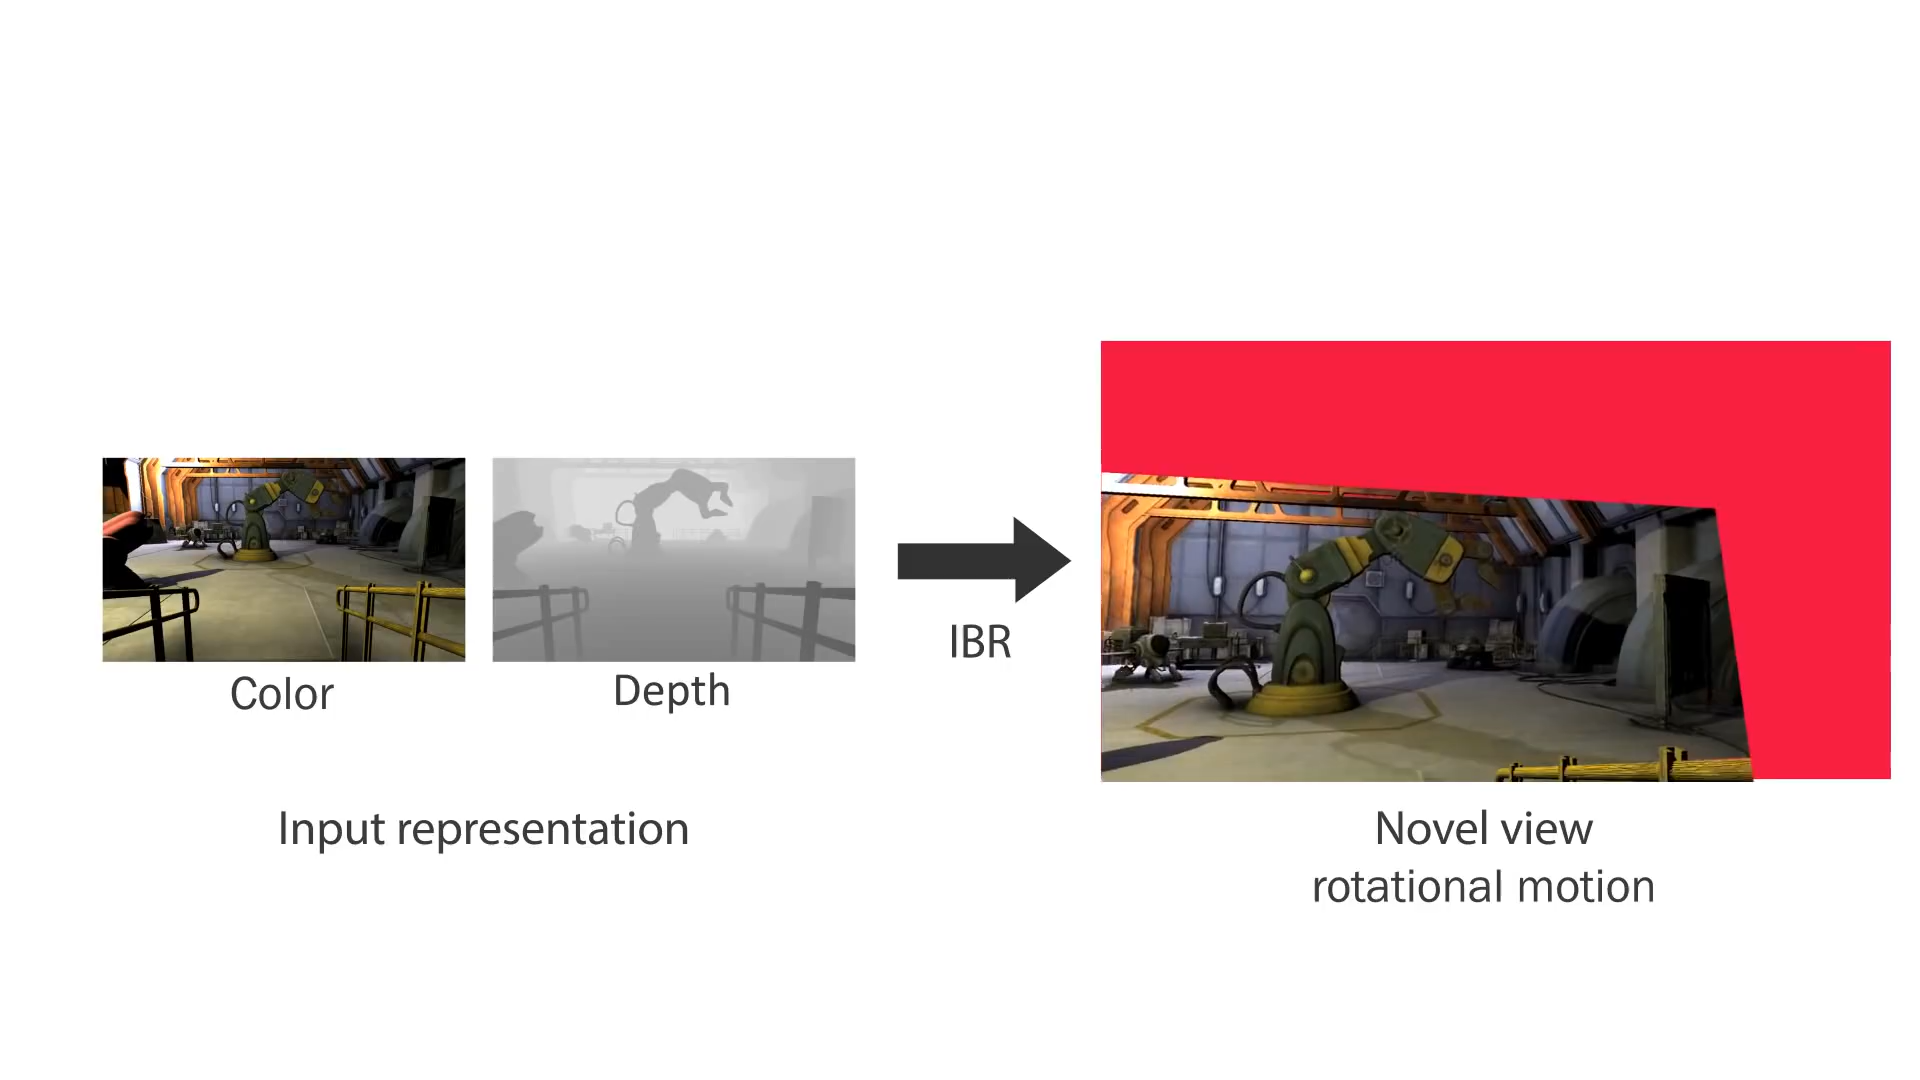 Color
Depth
IBR
Input representation
Novel view
rotational motion